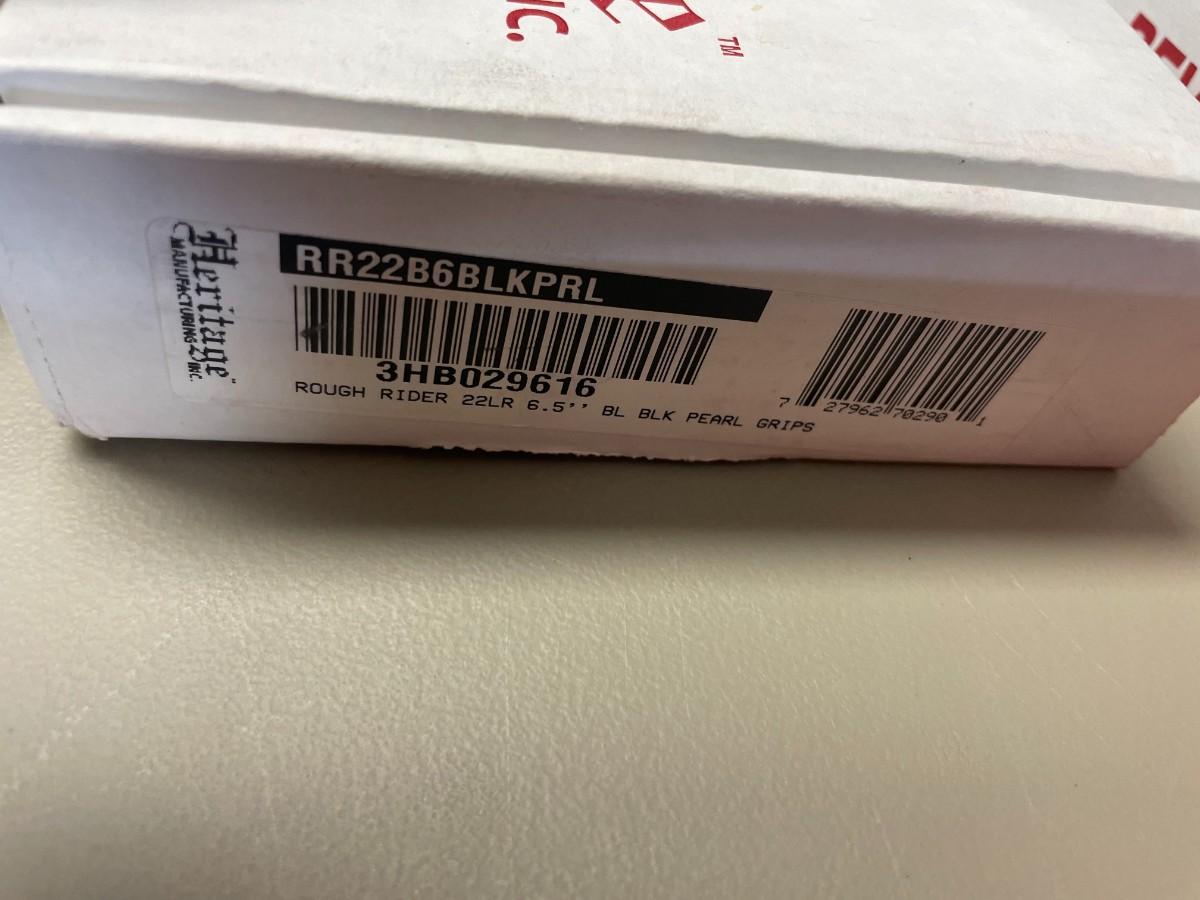 INC.
TM
Heritage
MANUFACTURING INC.
RR22B6BLKPRL
3HB029616
ROUGH RIDER 22LR 6.5'' BL BLK PEARL GRIPS
7 27962 70290 1